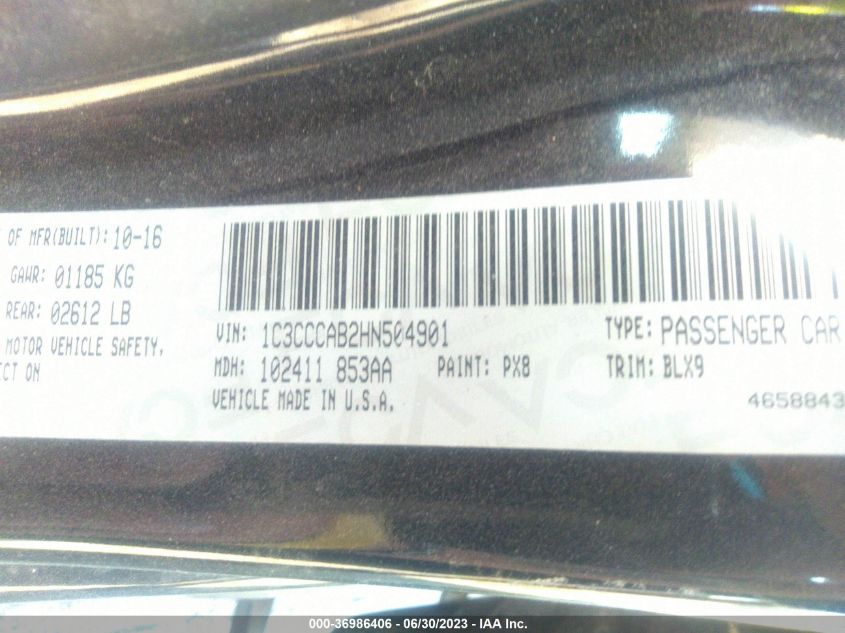 E OF MFR(BUILT): 10-16
GAWR: 01185 KG
REAR: 02612 LB
MOTOR VEHICLE SAFETY,
ECT ON
VIN: 1C3CCCAB2HN504901
TYPE: PASSENGER CAR
MDH: 102411 853AA
PAINT: PX8
TRIM: BLX9
VEHICLE MADE IN U.S.A.
4658843
000-36986406 - 06/30/2023 - IAA Inc.